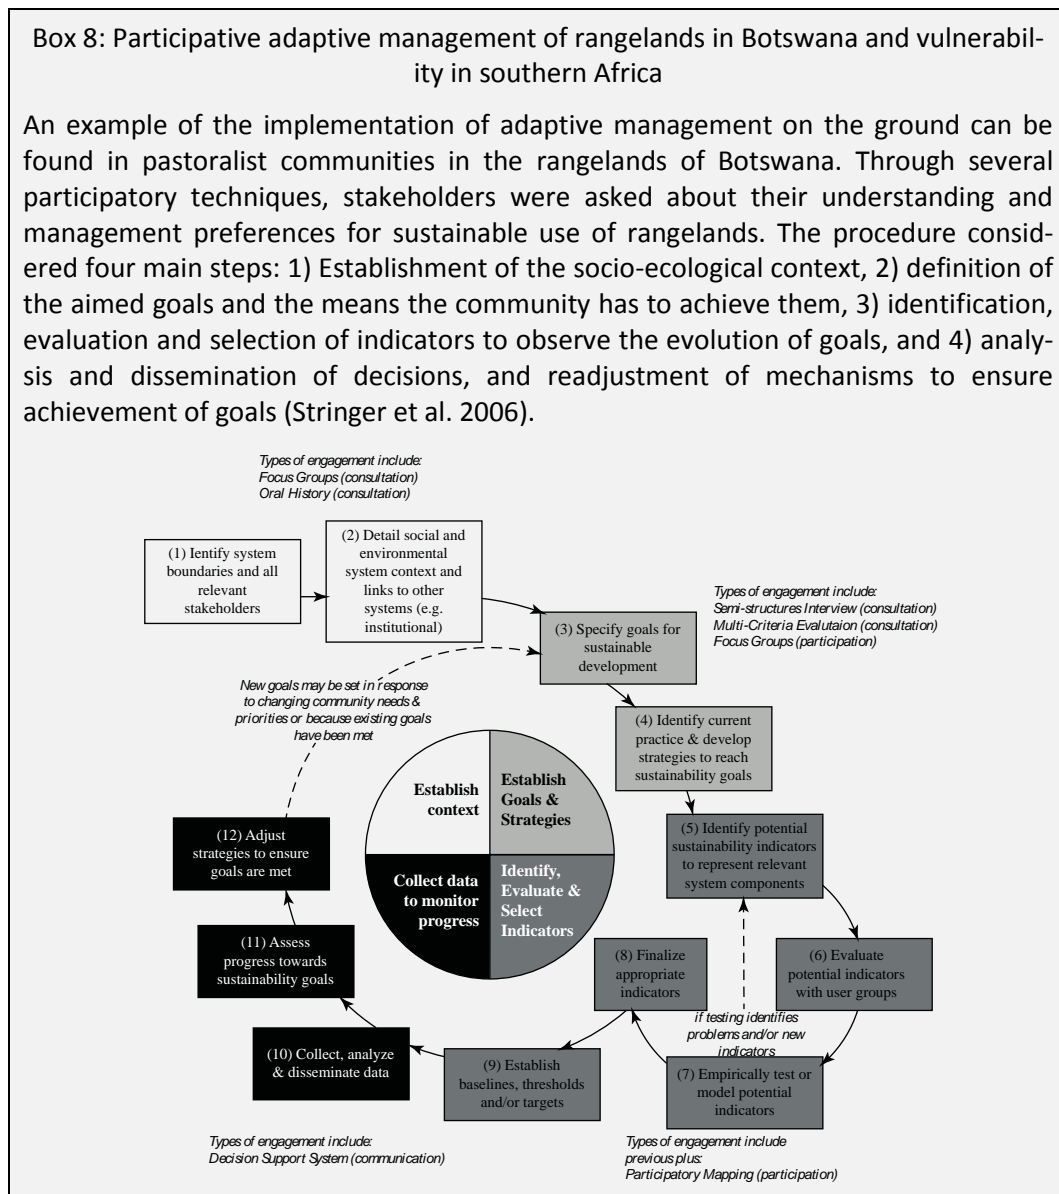 Box 8: Participative adaptive management of rangelands in Botswana and vulnerabil-
ity in southern Africa
An example of the implementation of adaptive management on the ground can be
found in pastoralist communities in the rangelands of Botswana. Through several
participatory techniques, stakeholders were asked about their understanding and
management preferences for sustainable use of rangelands. The procedure consid-
ered four main steps: 1) Establishment of the socio-ecological context, 2) definition of
the aimed goals and the means the community has to achieve them, 3) identification,
evaluation and selection of indicators to observe the evolution of goals, and 4) analy-
sis and dissemination of decisions, and readjustment of mechanisms to ensure
achievement of goals (Stringer et al. 2006).
Types of engagement include:
Focus Groups (consultation)
Oral History (consultation)
(1) Ientify system
boundaries and all
relevant
stakeholders
(2) Detail social and
environmental
system context and
links to other
systems (e.g.
institutional)
Types of engagement include:
Semi-structures Interview (consultation)
Multi-Criteria Evalutaion (consultation)
Focus Groups (participation)
(3) Specify goals for
sustainable
development
New goals may be set in response
to changing community needs &
priorities or because existing goals
have been met
(4) Identify current
practice & develop
strategies to reach
sustainability goals
Establish
context
Establish
Goals &
Strategies
Collect data
to monitor
progress
Identify,
Evaluate &
Select
Indicators
(5) Identify potential
sustainability indicators
to represent relevant
system components
(6) Evaluate
potential indicators
with user groups
if testing identifies
problems and/or new
indicators
(7) Empirically test or
model potential
indicators
(8) Finalize
appropriate
indicators
(9) Establish
baselines, thresholds
and/or targets
(10) Collect, analyze
& disseminate data
(11) Assess
progress towards
sustainability goals
(12) Adjust
strategies to ensure
goals are met
Types of engagement include:
Decision Support System (communication)
Types of engagement include
previous plus:
Participatory Mapping (participation)